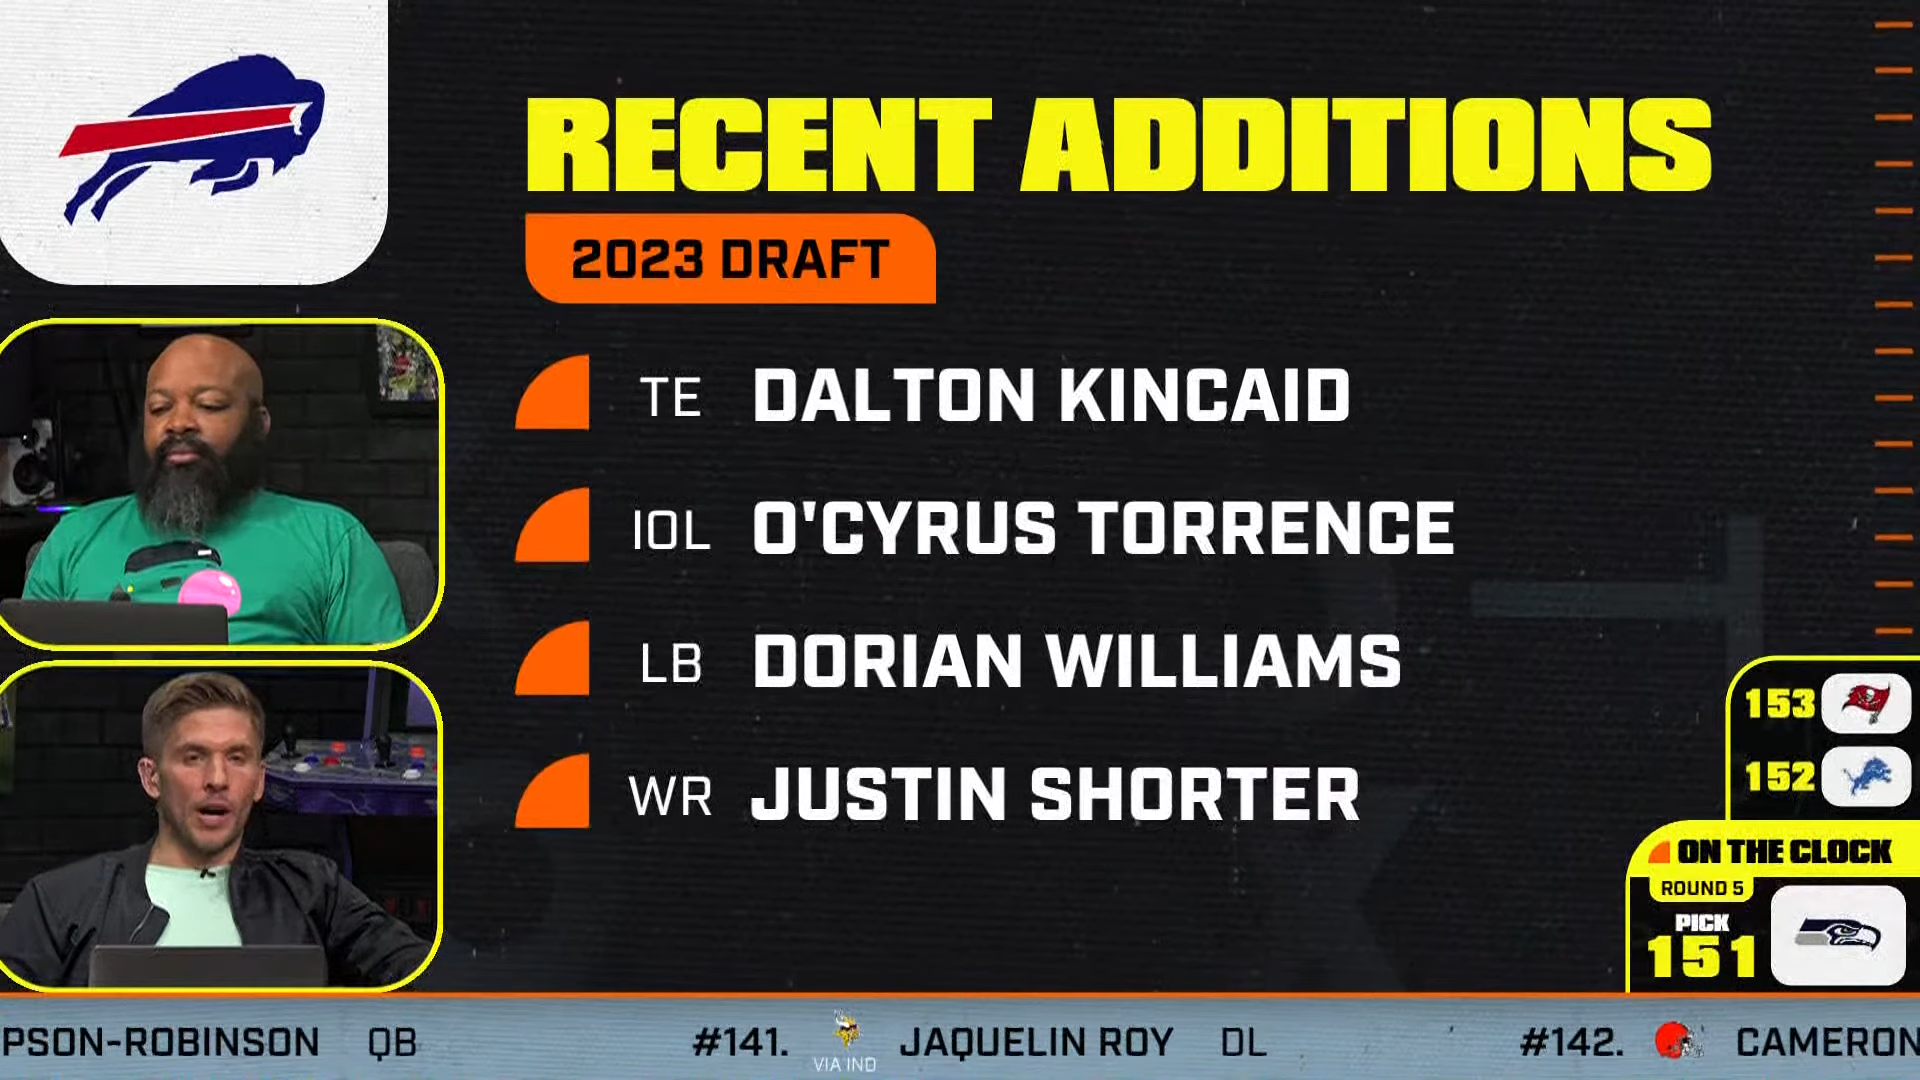 RECENT ADDITIONS
2023 DRAFT
TE DALTON KINCAID
IOL O'CYRUS TORRENCE
LB DORIAN WILLIAMS
WR JUSTIN SHORTER
153
152
ON THE CLOCK
ROUND 5
PICK
151
PSON-ROBINSON QB #141. VIA IND JAQUELIN ROY DL #142. CAMERON